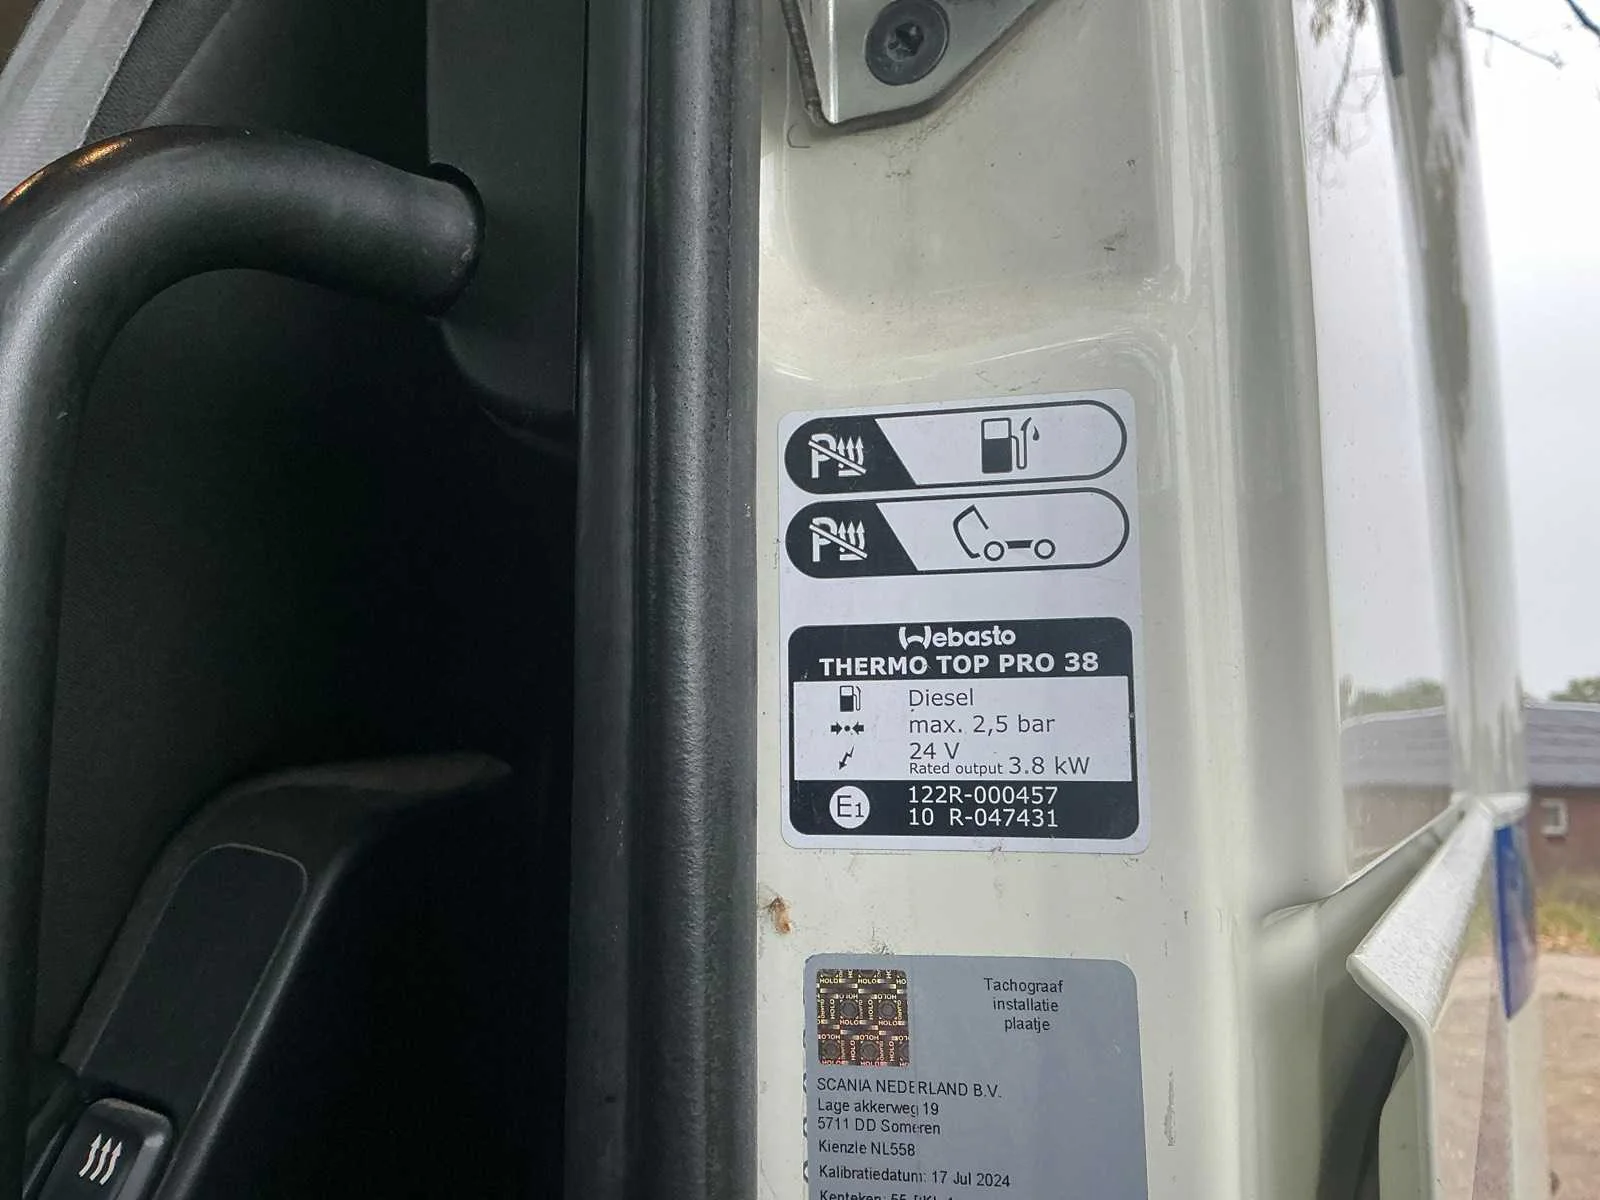 Webasto
THERMO TOP PRO 38
Diesel
max. 2,5 bar
24 V
Rated output 3.8 kW
E1
122R-000457
10 R-047431
Tachograaf
installatie
plaatje
SCANIA NEDERLAND B.V.
Lage akkerweg 19
5711 DD Someren
Kienzle NL558
Kalibratiedatum: 17 Jul 2024
Kenteken: 55-